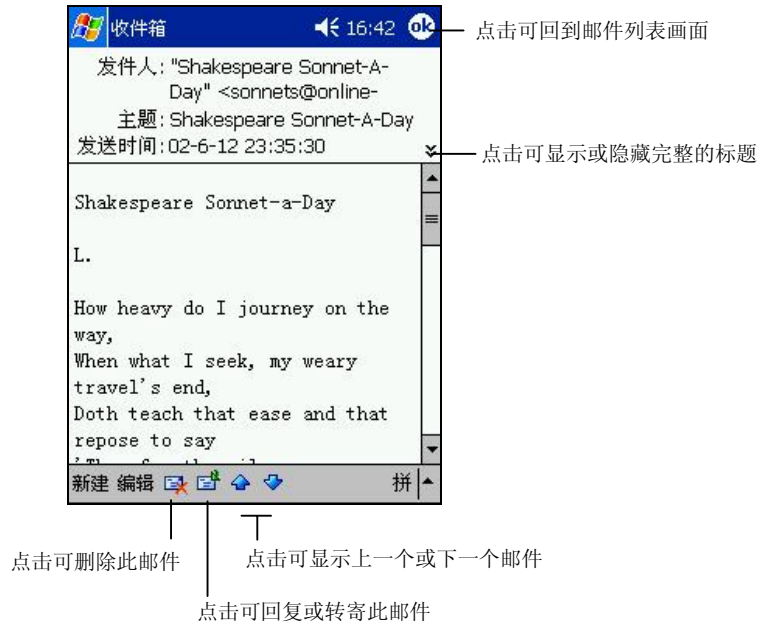 收件箱 16:42 ok
点击可回到邮件列表画面
发件人: "Shakespeare Sonnet-A-
Day" <sonnets@online-
主题: Shakespeare Sonnet-A-Day
发送时间: 02-6-12 23:35:30
点击可显示或隐藏完整的标题
Shakespeare Sonnet-a-Day
L.
How heavy do I journey on the
way,
When what I seek, my weary
travel's end,
Doth teach that ease and that
repose to say
新建 编辑 拼
点击可删除此邮件
点击可显示上一个或下一个邮件
点击可回复或转寄此邮件